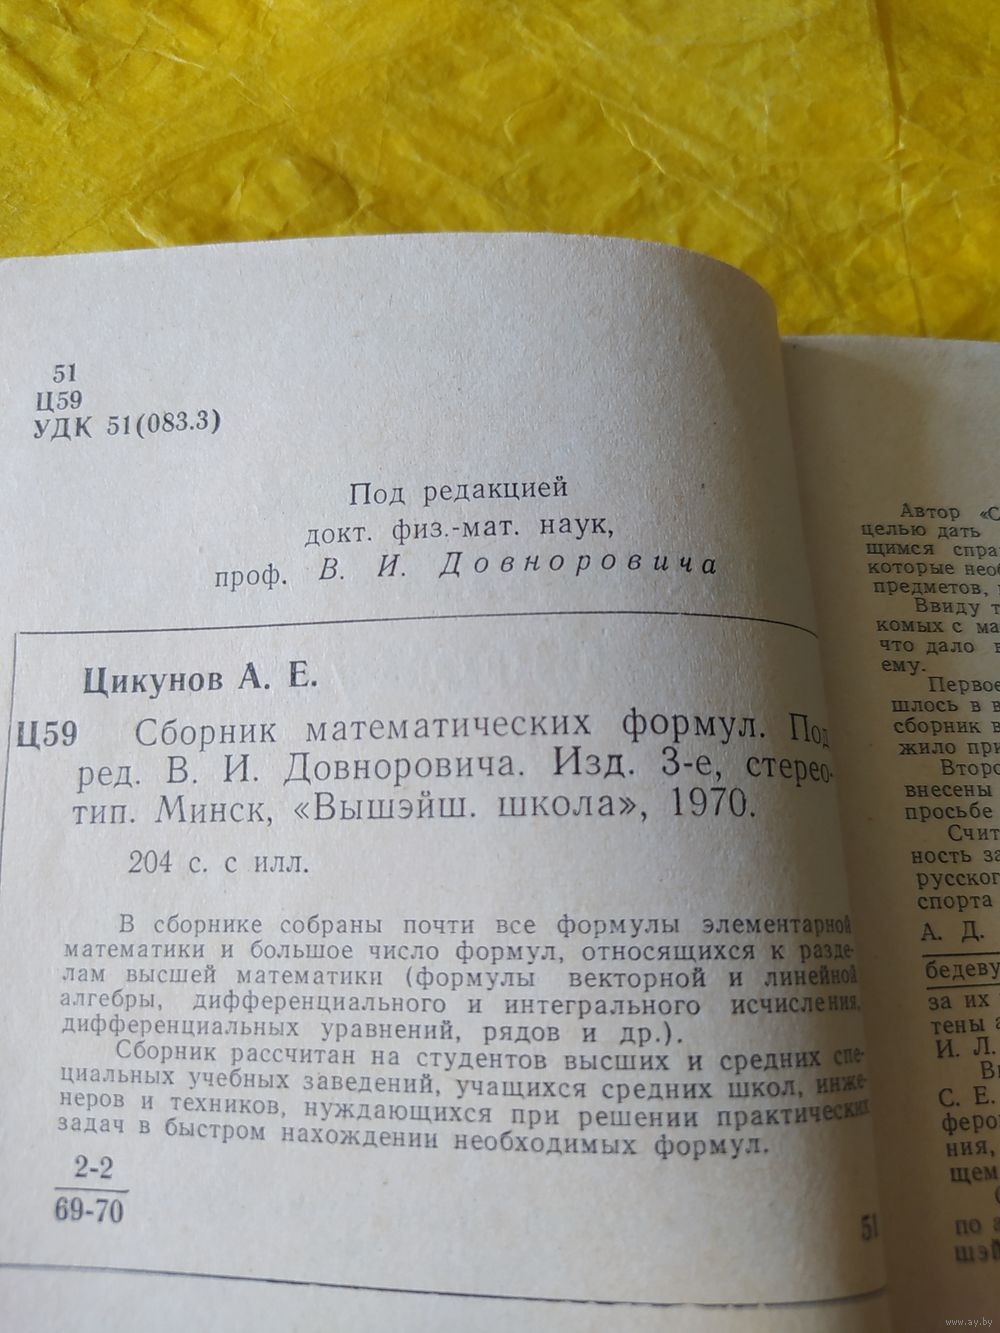 51
Ц59
УДК 51(083.3)
Под редакцией
докт. физ.-мат. наук,
проф. В. И. Довноровича
Цикунов А. Е.
Ц59 Сборник математических формул. Под
ред. В. И. Довноровича. Изд. 3-е, стерео-
тип. Минск, «Вышэйш. школа», 1970.
204 с. с илл.
В сборнике собраны почти все формулы элементарной
математики и большое число формул, относящихся к разде-
лам высшей математики (формулы векторной и линейной
алгебры, дифференциального и интегрального исчисления,
дифференциальных уравнений, рядов и др.).
Сборник рассчитан на студентов высших и средних спе-
циальных учебных заведений, учащихся средних школ, инже-
неров и техников, нуждающихся при решении практических
задач в быстром нахождении необходимых формул.
2-2
69-70
51
Автор «С
целью дать
щимся спра
которые необ
предметов,
Ввиду т
комых с ма
что дало
ему.
Первое
шлось в в
сборник в
жило при
Второ
внесены
просьбе
Счит
ность за
русског
спорта
А. Д.
бедеву
за их
тены
И. Л.
В
С. Е.
феро
ния,
щем
по
шэй
www.ay.by